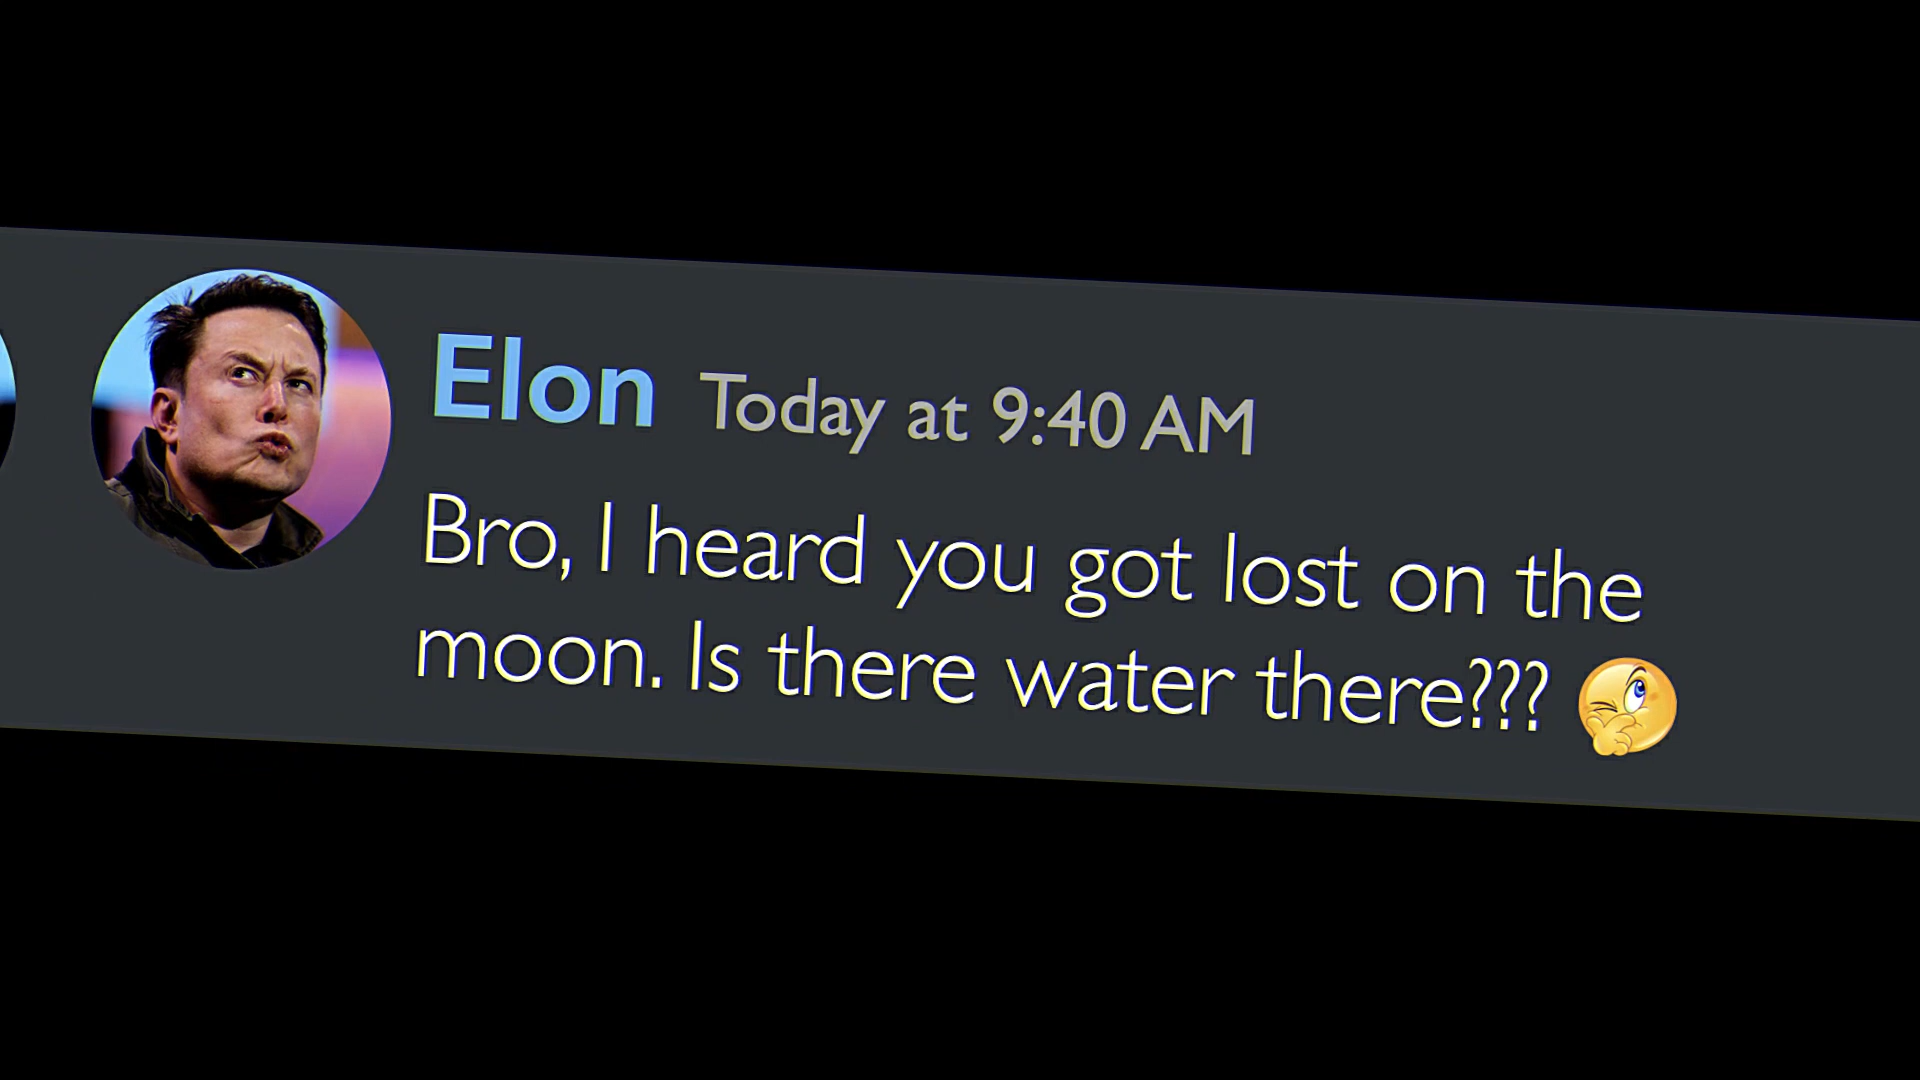 Elon Today at 9:40 AM
Bro, I heard you got lost on the
moon. Is there water there???